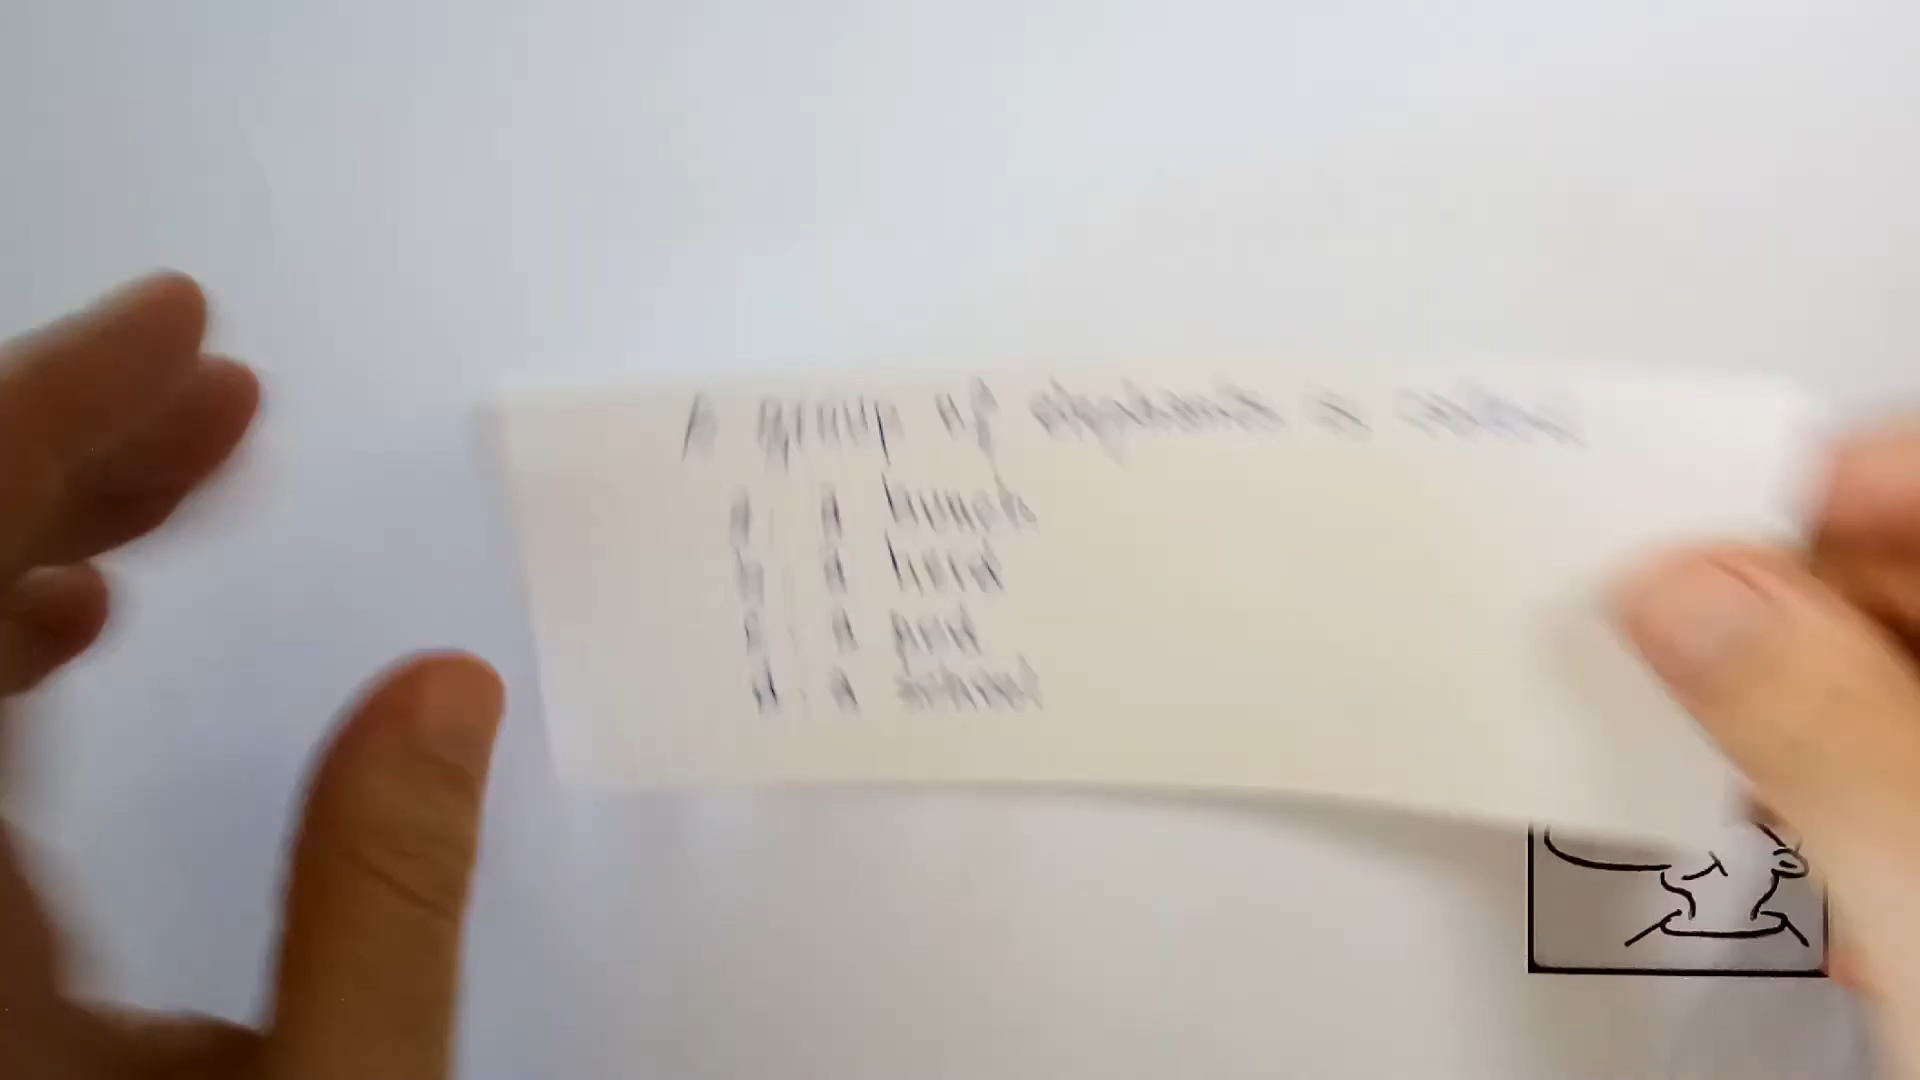 A group of elephants is called
a. a bunch
b. a herd
c. a pod
d. a school